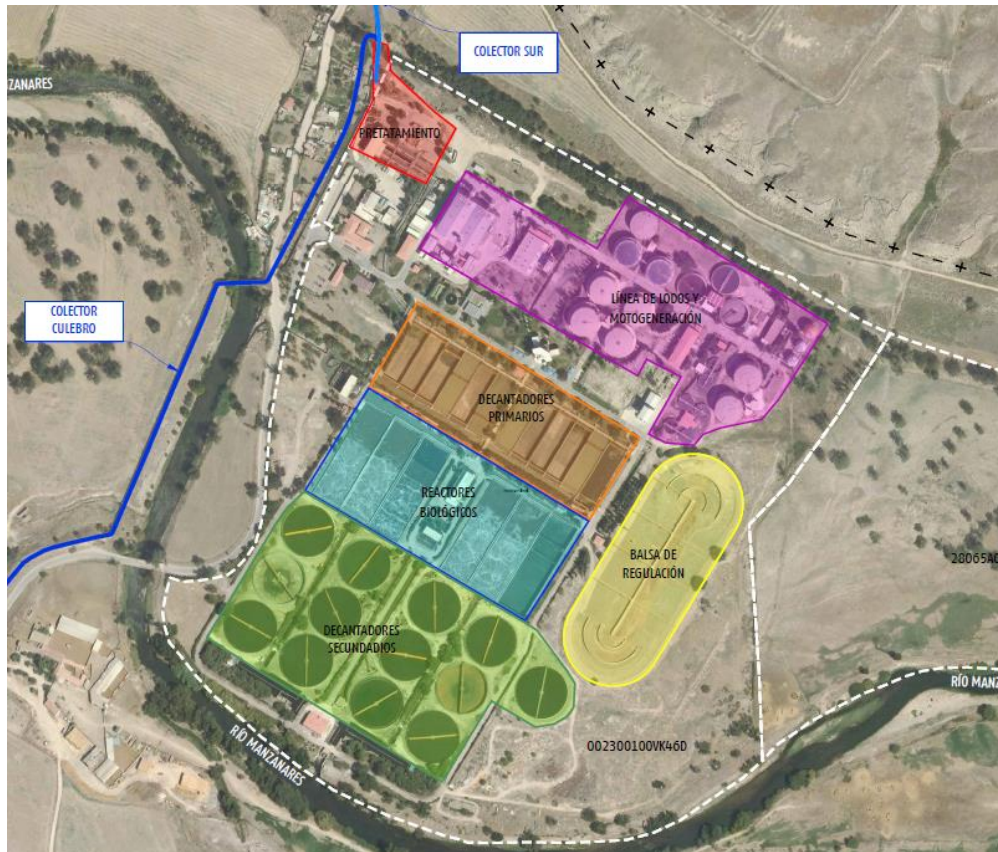 COLECTOR SUR
ZANARES
PRETATAMIENTO
LÍNEA DE LODOS Y
MOTOGENERACIÓN
COLECTOR
CULEBRO
DECANTADORES
PRIMARIOS
REACTORES
BIOLÓGICOS
BALSA DE
REGULACIÓN
28065A0
DECANTADORES
SECUNDADIOS
RÍO MANZANARES
RÍO MANZ
002300100VK46D